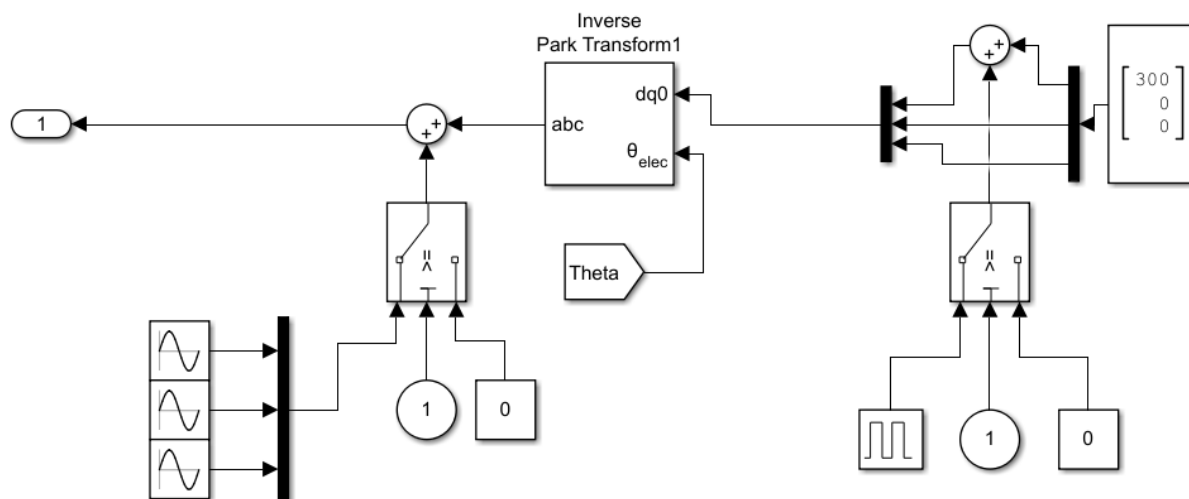 Inverse
Park Transform1
1
+
+
abc
dq0
θelec
+
+
300
0
0
Theta
>=
>=
1
0
1
0